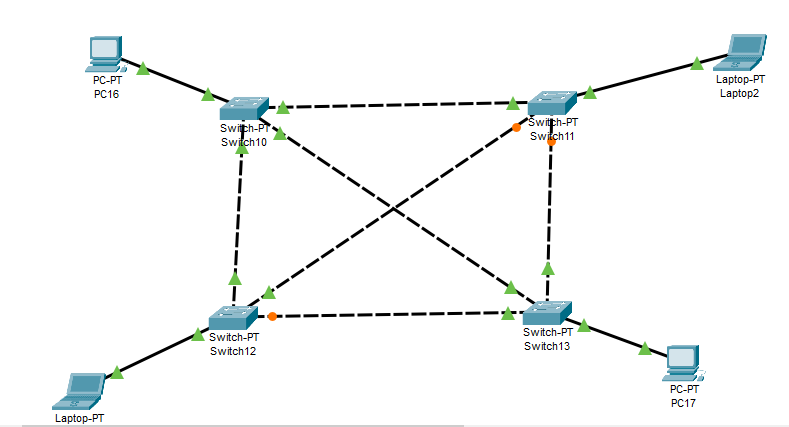 PC-PT
PC16
Laptop-PT
Laptop2
Switch-PT
Switch10
Switch-PT
Switch11
Switch-PT
Switch12
Switch-PT
Switch13
PC-PT
PC17
Laptop-PT